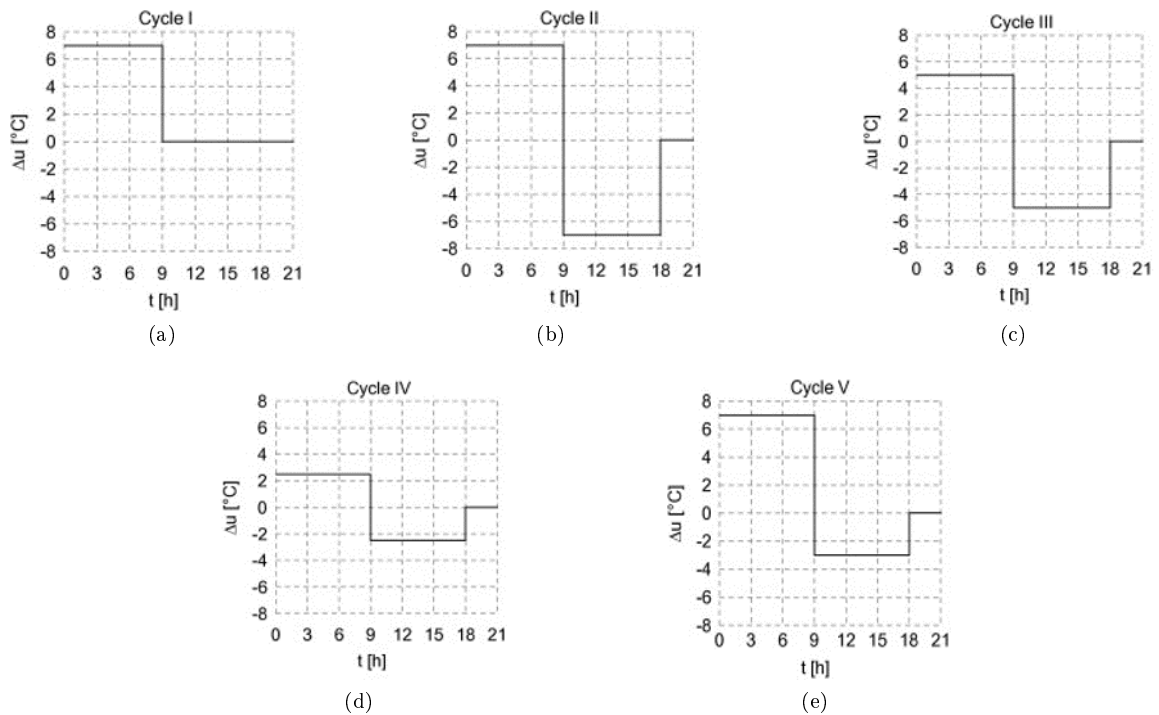 Cycle I
8
6
4
2
0
-2
-4
-6
-8
Δu [°C]
0 3 6 9 12 15 18 21
t [h]
(a)
Cycle II
8
6
4
2
0
-2
-4
-6
-8
Δu [°C]
0 3 6 9 12 15 18 21
t [h]
(b)
Cycle III
8
6
4
2
0
-2
-4
-6
-8
Δu [°C]
0 3 6 9 12 15 18 21
t [h]
(c)
Cycle IV
8
6
4
2
0
-2
-4
-6
-8
Δu [°C]
0 3 6 9 12 15 18 21
t [h]
(d)
Cycle V
8
6
4
2
0
-2
-4
-6
-8
Δu [°C]
0 3 6 9 12 15 18 21
t [h]
(e)